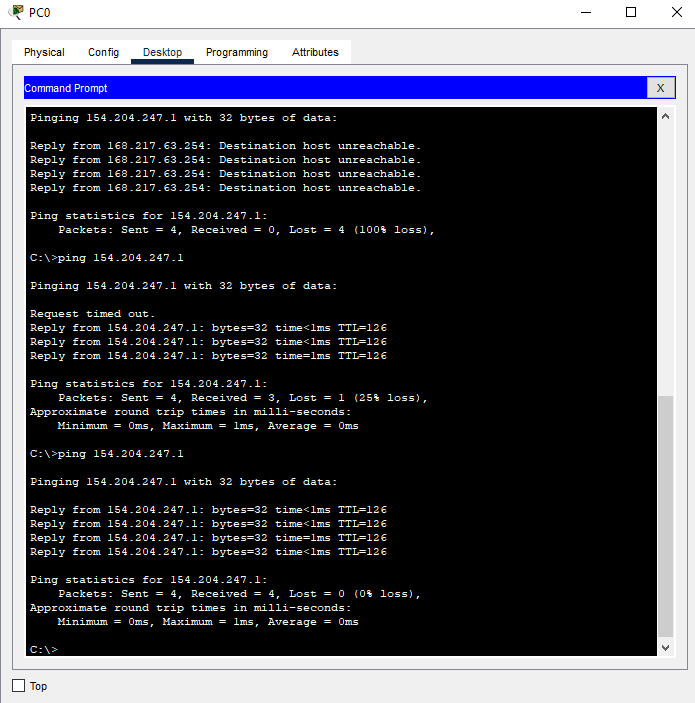 PC0
Physical Config Desktop Programming Attributes
Command Prompt
X
Pinging 154.204.247.1 with 32 bytes of data:
Reply from 168.217.63.254: Destination host unreachable.
Reply from 168.217.63.254: Destination host unreachable.
Reply from 168.217.63.254: Destination host unreachable.
Reply from 168.217.63.254: Destination host unreachable.
Ping statistics for 154.204.247.1:
Packets: Sent = 4, Received = 0, Lost = 4 (100% loss),
C:\>ping 154.204.247.1
Pinging 154.204.247.1 with 32 bytes of data:
Request timed out.
Reply from 154.204.247.1: bytes=32 time<1ms TTL=126
Reply from 154.204.247.1: bytes=32 time<1ms TTL=126
Reply from 154.204.247.1: bytes=32 time=1ms TTL=126
Ping statistics for 154.204.247.1:
Packets: Sent = 4, Received = 3, Lost = 1 (25% loss),
Approximate round trip times in milli-seconds:
Minimum = 0ms, Maximum = 1ms, Average = 0ms
C:\>ping 154.204.247.1
Pinging 154.204.247.1 with 32 bytes of data:
Reply from 154.204.247.1: bytes=32 time<1ms TTL=126
Reply from 154.204.247.1: bytes=32 time<1ms TTL=126
Reply from 154.204.247.1: bytes=32 time=1ms TTL=126
Reply from 154.204.247.1: bytes=32 time<1ms TTL=126
Ping statistics for 154.204.247.1:
Packets: Sent = 4, Received = 4, Lost = 0 (0% loss),
Approximate round trip times in milli-seconds:
Minimum = 0ms, Maximum = 1ms, Average = 0ms
C:\>
Top